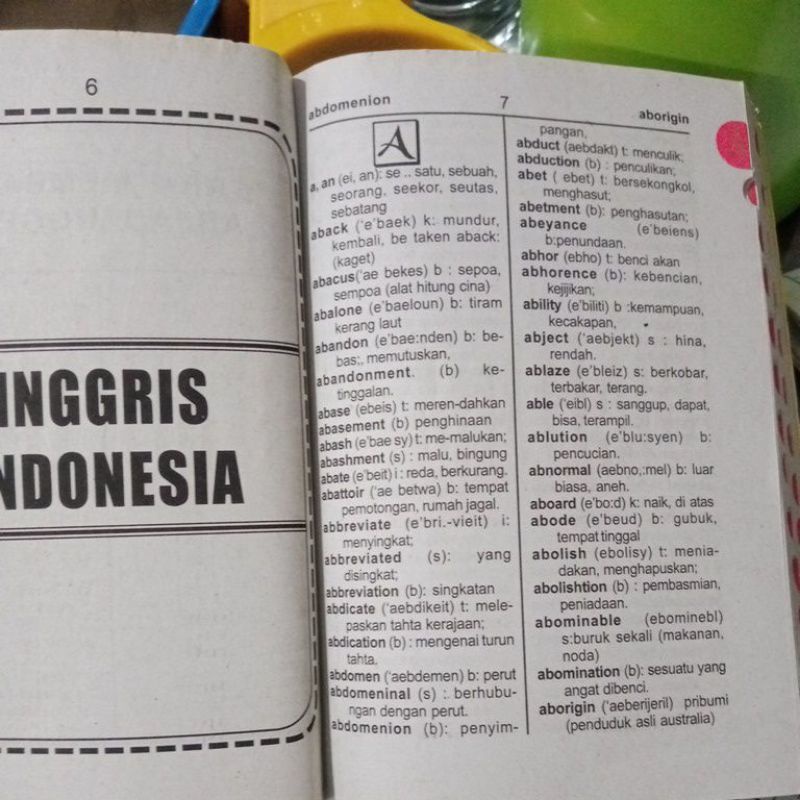 6
INGGRIS
INDONESIA
abdomenion 7 aborigin
A
a, an (ei, an): se .. satu, sebuah,
seorang, seekor, seutas,
sebatang
aback ('e'baek) k: mundur,
kembali, be taken aback:
(kaget)
abacus('ae bekes) b : sepoa,
sempoa (alat hitung cina)
abalone (e'baeloun) b: tiram
kerang laut
abandon (e'bae:nden) b: be-
bas;. memutuskan,
abandonment. (b) ke-
tinggalan.
abase (ebeis) t: meren-dahkan
abasement (b) penghinaan
abash (e'bae sy) t: me-malukan;
abashment (s) : malu, bingung
abate (e'beit) i : reda, berkurang.
abattoir ('ae betwa) b: tempat
pemotongan, rumah jagal.
abbreviate (e'bri.-vieit) i:
menyingkat;
abbreviated (s): yang
disingkat;
abbreviation (b): singkatan
abdicate ('aebdikeit) t: mele-
paskan tahta kerajaan;
abdication (b) : mengenai turun
tahta.
abdomen ('aebdemen) b: perut
abdomeninal (s) : berhubu-
ngan dengan perut.
abdomenion (b): penyim-
pangan,
abduct (aebdakt) t: menculik;
abduction (b) : penculikan;
abet ( ebet) t: bersekongkol,
menghasut;
abetment (b): penghasutan;
abeyance (e'beiens)
b:penundaan.
abhor (ebho) t: benci akan
abhorence (b): kebencian,
kejijikan;
ability (e'biliti) b :kemampuan,
kecakapan,
abject ('aebjekt) s : hina,
rendah.
ablaze (e'bleiz) s: berkobar,
terbakar, terang.
able ('eibl) s : sanggup, dapat,
bisa, terampil.
ablution (e'blu:syen) b:
pencucian.
abnormal (aebno,:mel) b: luar
biasa, aneh.
aboard (e'bo:d) k: naik, di atas
abode (e'beud) b: gubuk,
tempat tinggal
abolish (ebolisy) t: menia-
dakan, menghapuskan;
abolishtion (b) : pembasmian,
peniadaan.
abominable (ebominebl)
s:buruk sekali (makanan,
noda)
abomination (b): sesuatu yang
angat dibenci.
aborigin ('aeberijeril) pribumi
(penduduk asli australia)